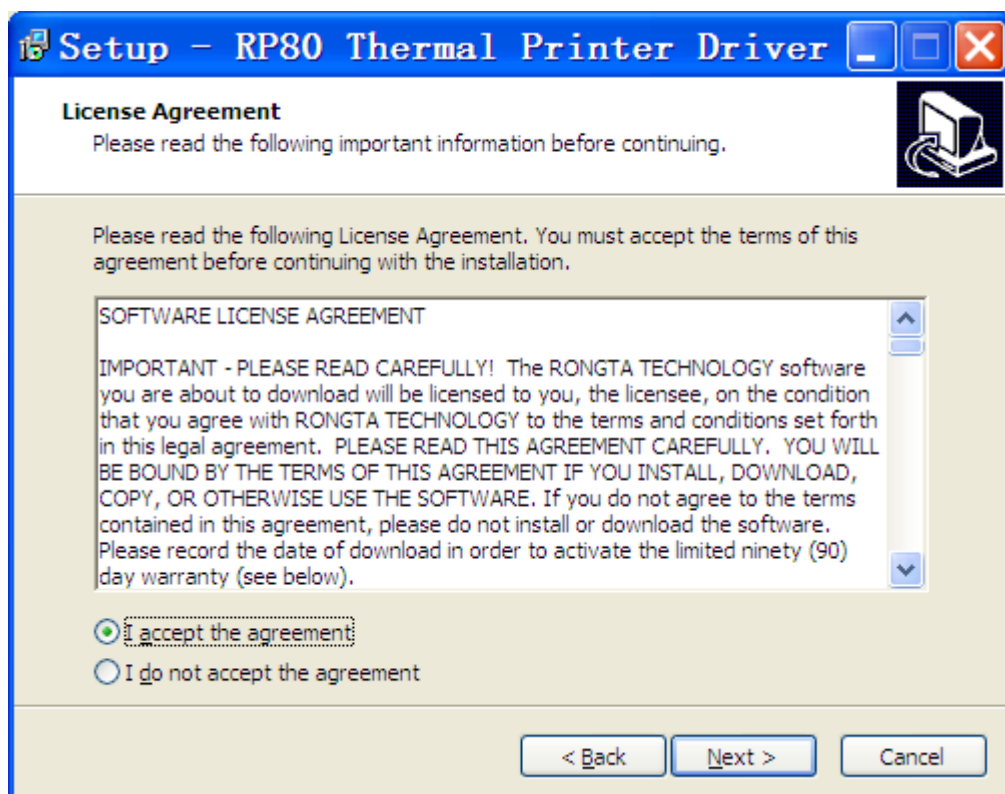 Setup - RP80 Thermal Printer Driver
License Agreement
Please read the following important information before continuing.
Please read the following License Agreement. You must accept the terms of this
agreement before continuing with the installation.
SOFTWARE LICENSE AGREEMENT
IMPORTANT - PLEASE READ CAREFULLY!  The RONGTA TECHNOLOGY software
you are about to download will be licensed to you, the licensee, on the condition
that you agree with RONGTA TECHNOLOGY to the terms and conditions set forth
in this legal agreement.  PLEASE READ THIS AGREEMENT CAREFULLY.  YOU WILL
BE BOUND BY THE TERMS OF THIS AGREEMENT IF YOU INSTALL, DOWNLOAD,
COPY, OR OTHERWISE USE THE SOFTWARE. If you do not agree to the terms
contained in this agreement, please do not install or download the software.
Please record the date of download in order to activate the limited ninety (90)
day warranty (see below).
I accept the agreement
I do not accept the agreement
< Back
Next >
Cancel